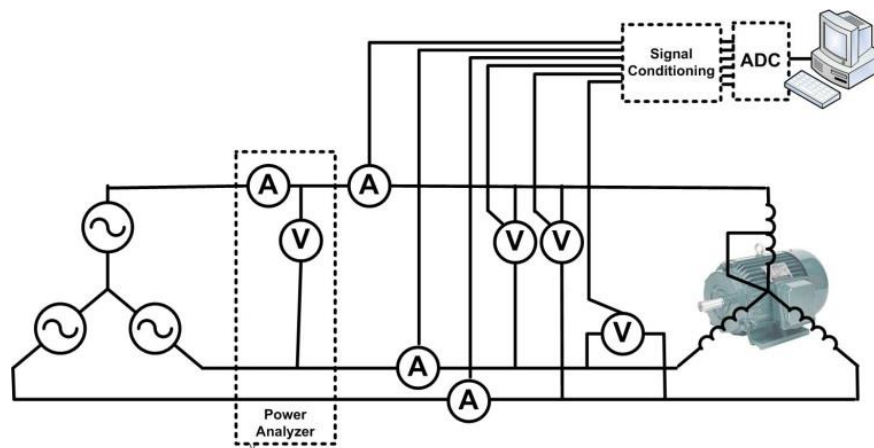 Signal
Conditioning
ADC
A
A
V
V
V
V
A
A
Power
Analyzer